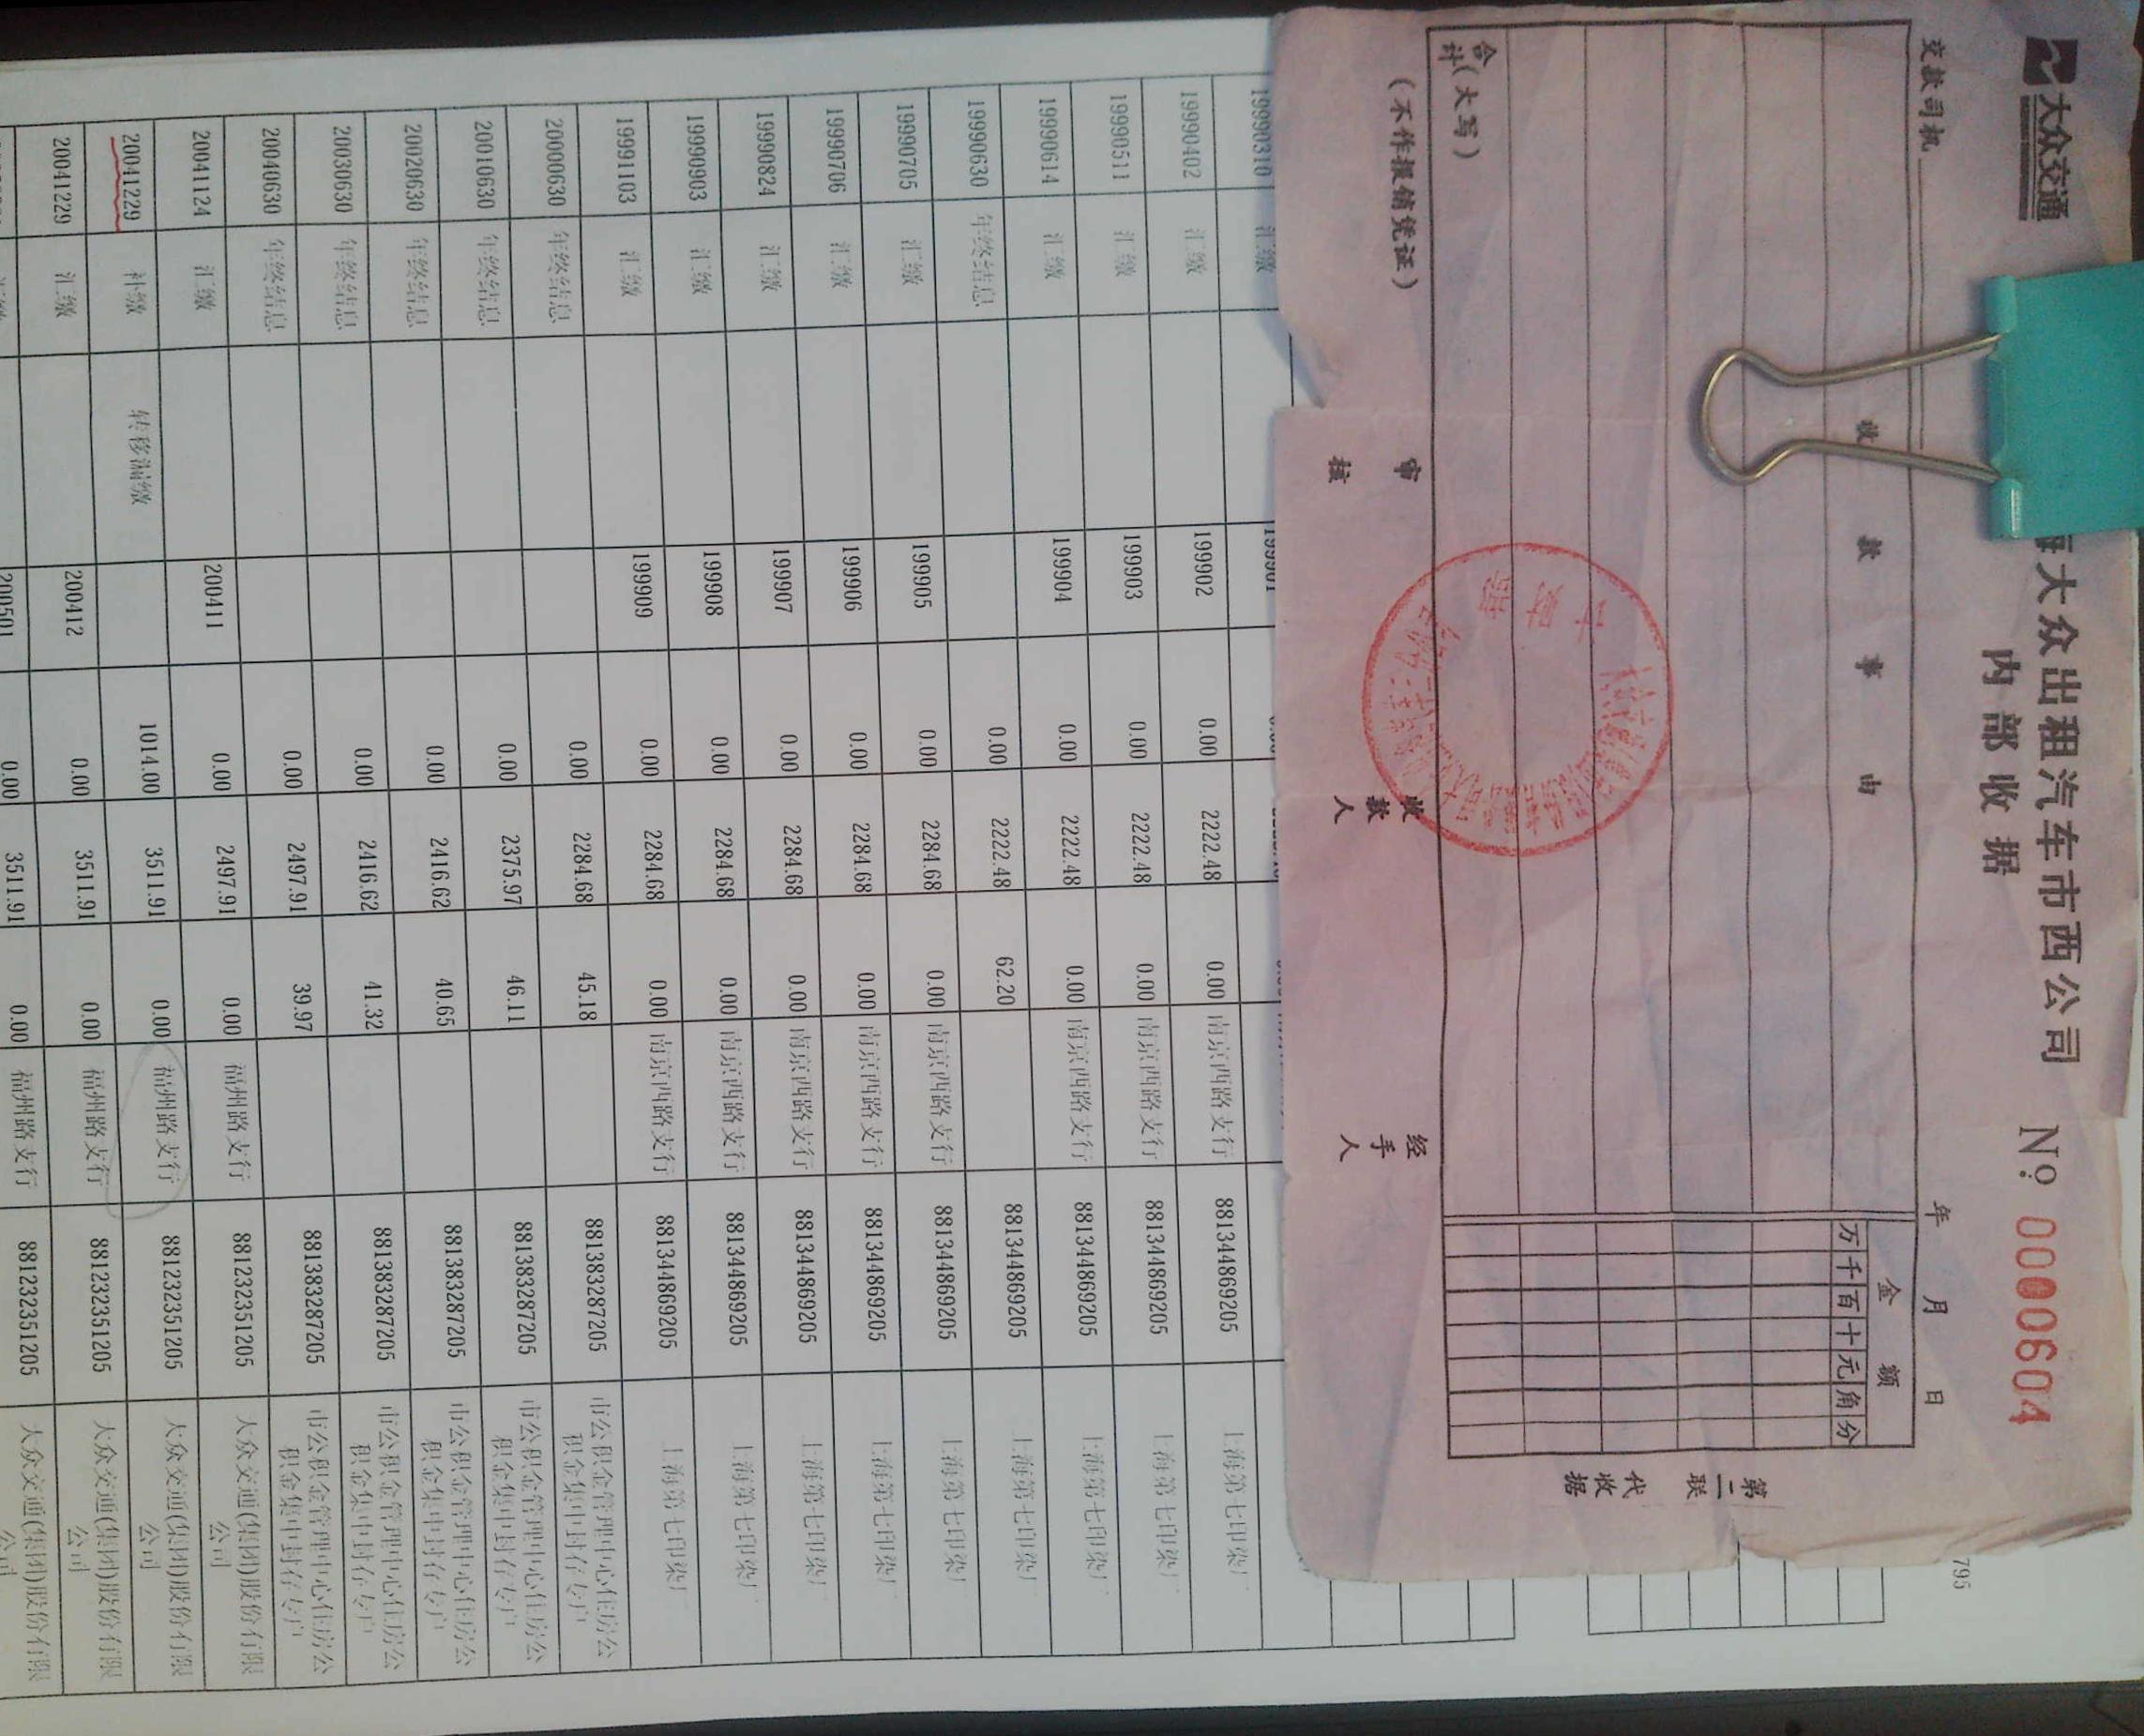 大众交通
海大众出租汽车市西公司 № 0000604
内部收据
交款司机 年 月 日
收款事由 金额
万 千 百 十 元 角 分
合计(大写)
(不作报销凭证) 审核 收款人 经手人
第二联 代收据
计财部
795
19990310 汇缴
19990402 汇缴 199902 0.00 2222.48 0.00 南京西路支行 881344869205 上海第七印染厂
19990511 汇缴 199903 0.00 2222.48 0.00 南京西路支行 881344869205 上海第七印染厂
19990614 汇缴 199904 0.00 2222.48 0.00 南京西路支行 881344869205 上海第七印染厂
19990630 年终结息 0.00 2222.48 62.20 881344869205 上海第七印染厂
19990705 汇缴 199905 0.00 2284.68 0.00 南京西路支行 881344869205 上海第七印染厂
19990706 汇缴 199906 0.00 2284.68 0.00 南京西路支行 881344869205 上海第七印染厂
19990824 汇缴 199907 0.00 2284.68 0.00 南京西路支行 881344869205 上海第七印染厂
19990903 汇缴 199908 0.00 2284.68 0.00 南京西路支行 881344869205 上海第七印染厂
19991103 汇缴 199909 0.00 2284.68 0.00 南京西路支行 881344869205 上海第七印染厂
20000630 年终结息 0.00 2284.68 45.18 881383287205 市公积金管理中心住房公
积金集中封存专户
20010630 年终结息 0.00 2375.97 46.11 881383287205 市公积金管理中心住房公
积金集中封存专户
20020630 年终结息 0.00 2416.62 40.65 881383287205 市公积金管理中心住房公
积金集中封存专户
20030630 年终结息 0.00 2416.62 41.32 881383287205 市公积金管理中心住房公
积金集中封存专户
20040630 年终结息 0.00 2497.91 39.97 881383287205 市公积金管理中心住房公
积金集中封存专户
20041124 汇缴 200411 0.00 2497.91 0.00 福州路支行 881232351205 大众交通(集团)股份有限
公司
20041229 补缴 转移漏缴 1014.00 3511.91 0.00 福州路支行 881232351205 大众交通(集团)股份有限
公司
20041229 汇缴 200412 0.00 3511.91 0.00 福州路支行 881232351205 大众交通(集团)股份有限
公司
200501 0.00 3511.91 0.00 福州路支行 881232351205 大众交通(集团)股份有限
公司